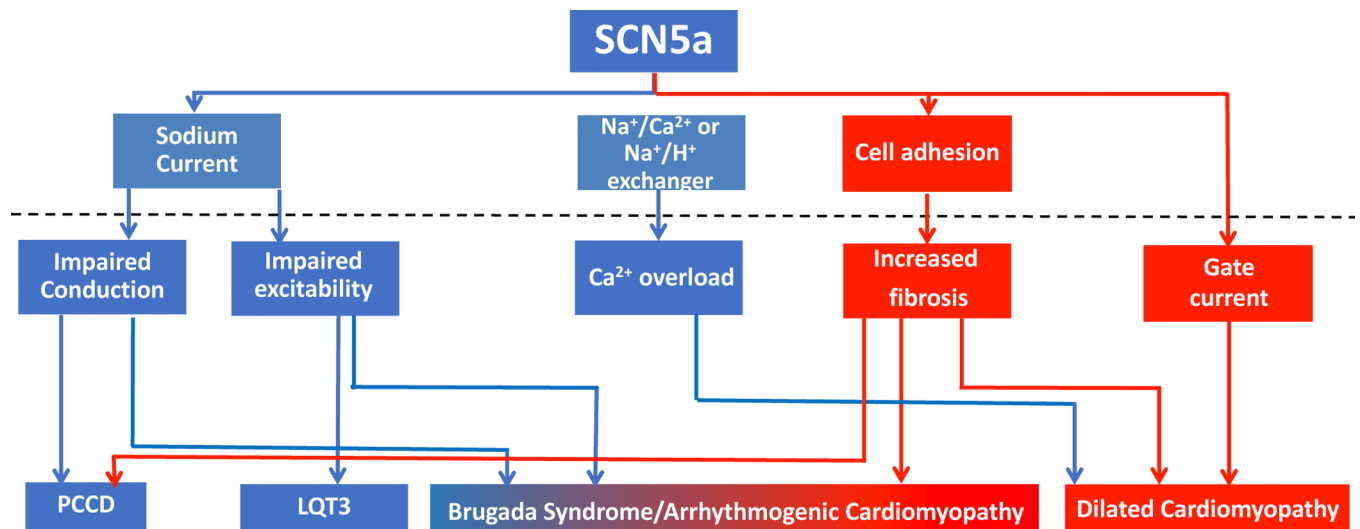 SCN5a
Sodium
Current
Na⁺/Ca²⁺ or
Na⁺/H⁺
exchanger
Cell adhesion
Impaired
Conduction
Impaired
excitability
Ca²⁺ overload
Increased
fibrosis
Gate
current
PCCD
LQT3
Brugada Syndrome/Arrhythmogenic Cardiomyopathy
Dilated Cardiomyopathy